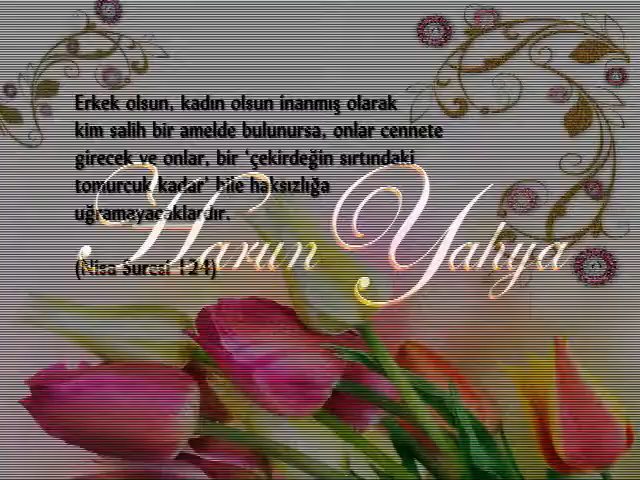 Erkek olsun, kadın olsun inanmış olarak
kim salih bir amelde bulunursa, onlar cennete
girecek ve onlar, bir ‘çekirdeğin sırtındaki
tomurcuk kadar’ bile haksızlığa
uğramayacaklardır.
Harun Yahya
(Nisa Suresi 124)